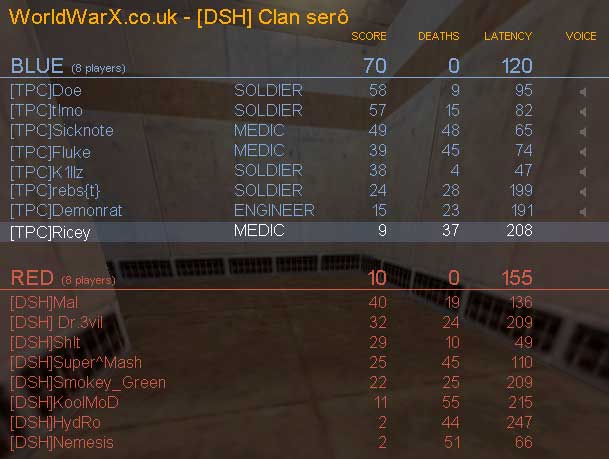 WorldWarX.co.uk - [DSH] Clan serô
SCORE DEATHS LATENCY VOICE
BLUE (8 players) 70 0 120
[TPC]Doe SOLDIER 58 9 95
[TPC]t!mo SOLDIER 57 15 82
[TPC]Sicknote MEDIC 49 48 65
[TPC]Fluke MEDIC 39 45 74
[TPC]K1llz SOLDIER 38 4 47
[TPC]rebs{t} SOLDIER 24 28 199
[TPC]Demonrat ENGINEER 15 23 191
[TPC]Ricey MEDIC 9 37 208
RED (8 players) 10 0 155
[DSH]Mal 40 19 136
[DSH] Dr.3vil 32 24 209
[DSH]Sh!t 29 10 49
[DSH]Super^Mash 25 45 110
[DSH]Smokey_Green 22 25 209
[DSH]KoolMoD 11 55 215
[DSH]HydRo 2 44 247
[DSH]Nemesis 2 51 66